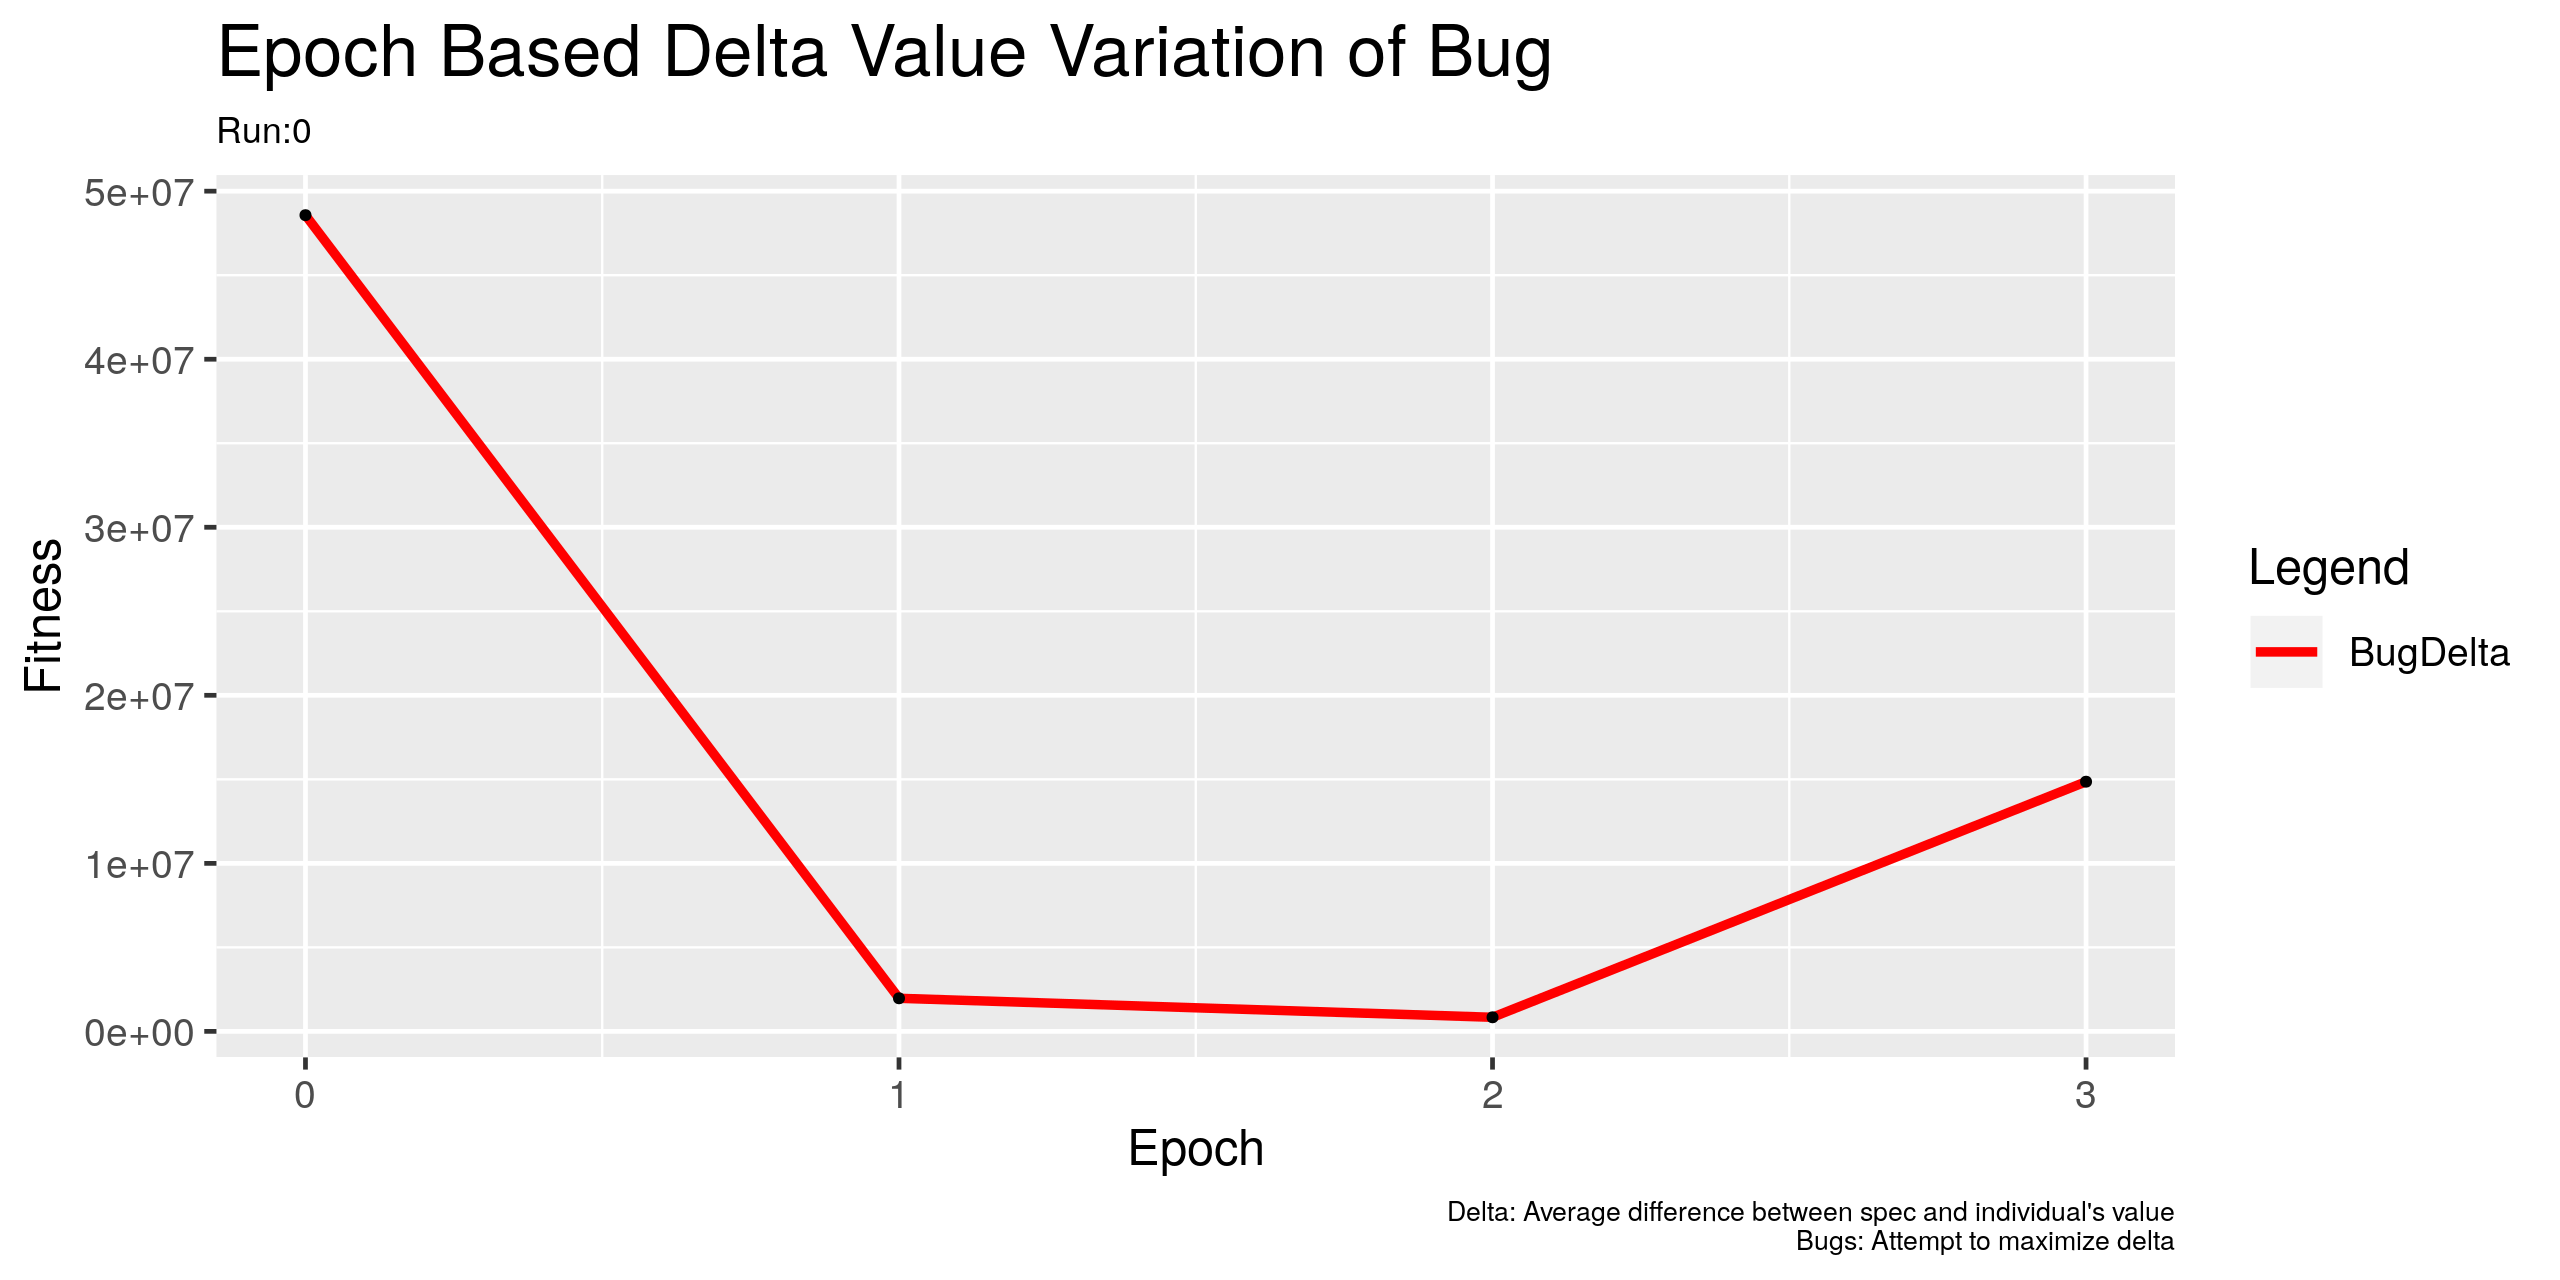 Epoch Based Delta Value Variation of Bug
Run:0
5e+07
4e+07
3e+07
2e+07
1e+07
0e+00
Fitness
0 1 2 3
Epoch
Legend
BugDelta
Delta: Average difference between spec and individual's value
Bugs: Attempt to maximize delta